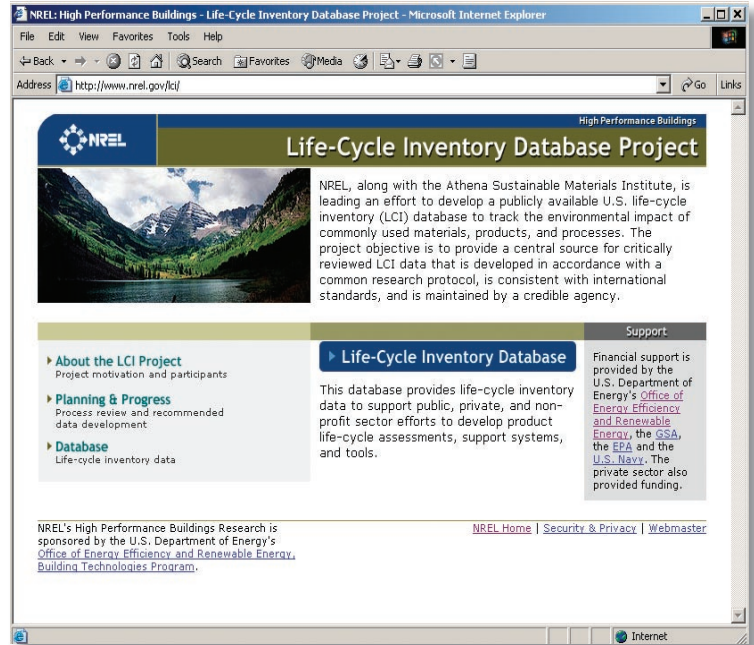 NREL: High Performance Buildings - Life-Cycle Inventory Database Project - Microsoft Internet Explorer
File Edit View Favorites Tools Help
Back Search Favorites Media
Address http://www.nrel.gov/lci/ Go Links
High Performance Buildings
NREL
Life-Cycle Inventory Database Project
NREL, along with the Athena Sustainable Materials Institute, is
leading an effort to develop a publicly available U.S. life-cycle
inventory (LCI) database to track the environmental impact of
commonly used materials, products, and processes. The
project objective is to provide a central source for critically
reviewed LCI data that is developed in accordance with a
common research protocol, is consistent with international
standards, and is maintained by a credible agency.
About the LCI Project
Project motivation and participants
Planning & Progress
Process review and recommended
data development
Database
Life-cycle inventory data
Life-Cycle Inventory Database
This database provides life-cycle inventory
data to support public, private, and non-
profit sector efforts to develop product
life-cycle assessments, support systems,
and tools.
Support
Financial support is
provided by the
U.S. Department of
Energy's Office of
Energy Efficiency
and Renewable
Energy, the GSA,
the EPA and the
U.S. Navy. The
private sector also
provided funding.
NREL's High Performance Buildings Research is
sponsored by the U.S. Department of Energy's
Office of Energy Efficiency and Renewable Energy,
Building Technologies Program.
NREL Home | Security & Privacy | Webmaster
Internet